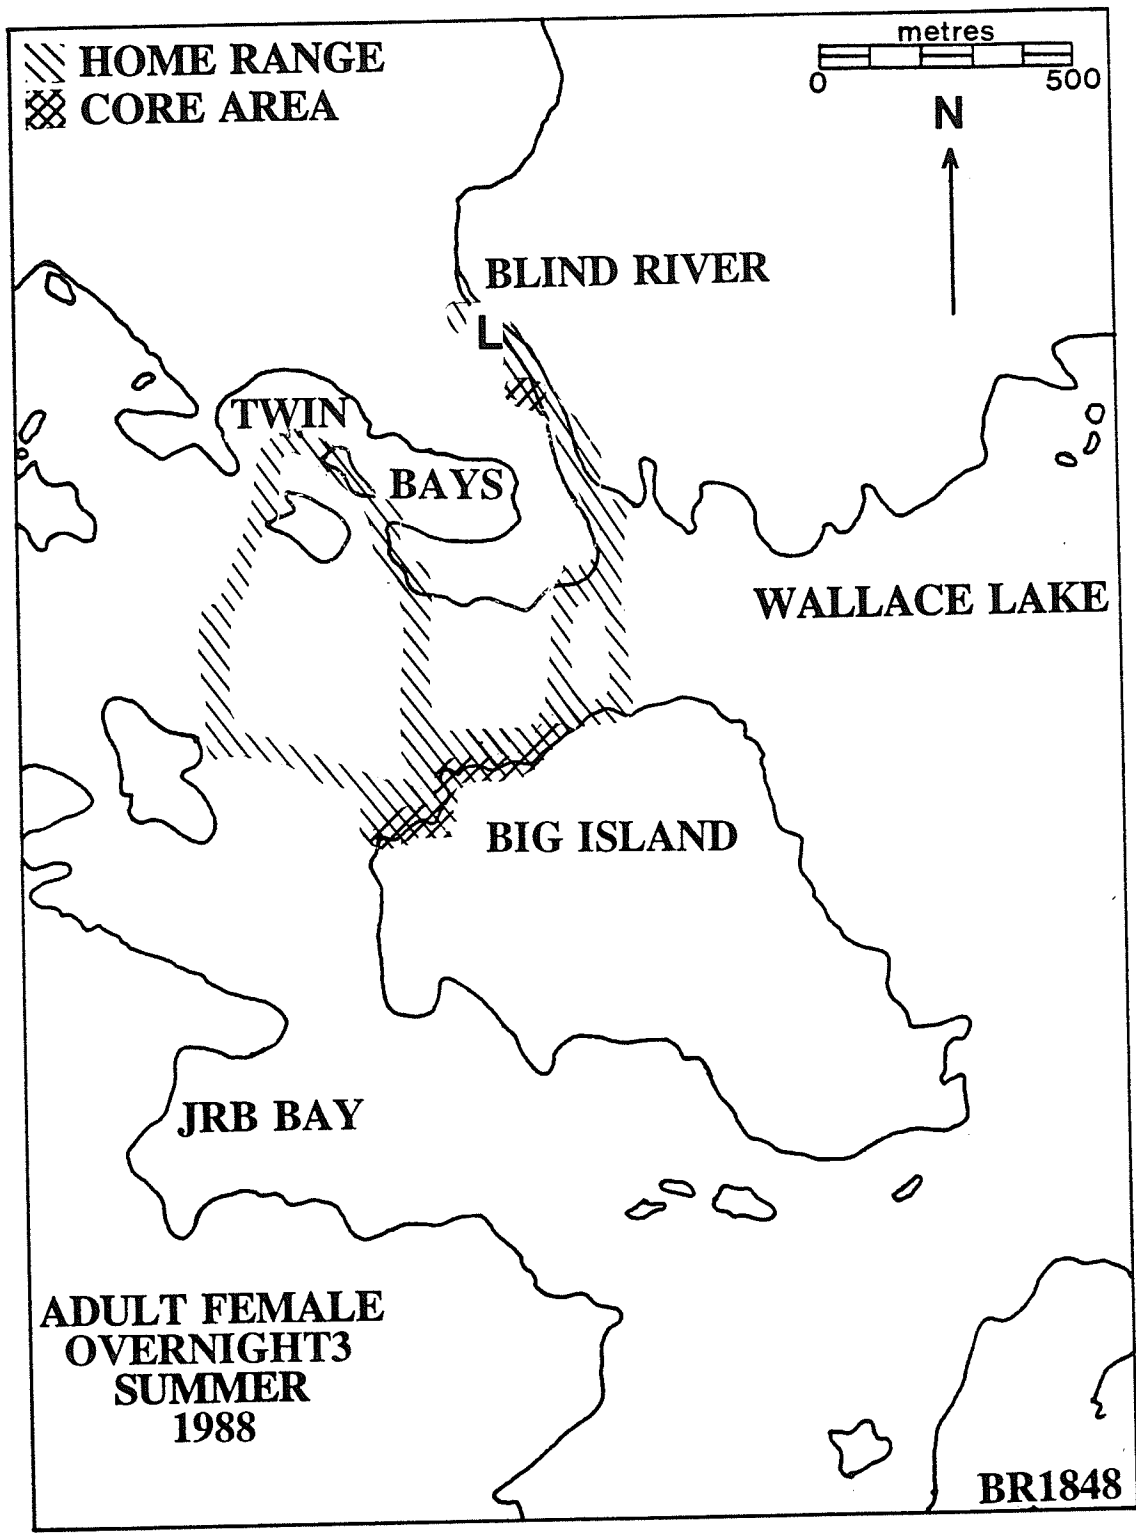 HOME RANGE
CORE AREA
metres
0 500
N
BLIND RIVER
L
TWIN
BAYS
WALLACE LAKE
BIG ISLAND
JRB BAY
ADULT FEMALE
OVERNIGHT3
SUMMER
1988
BR1848